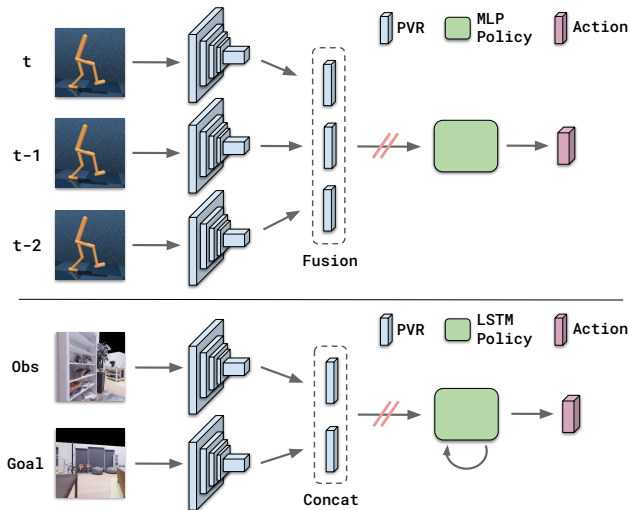 PVR
MLP
Policy
Action
t
t-1
t-2
Fusion
PVR
LSTM
Policy
Action
Obs
Goal
Concat